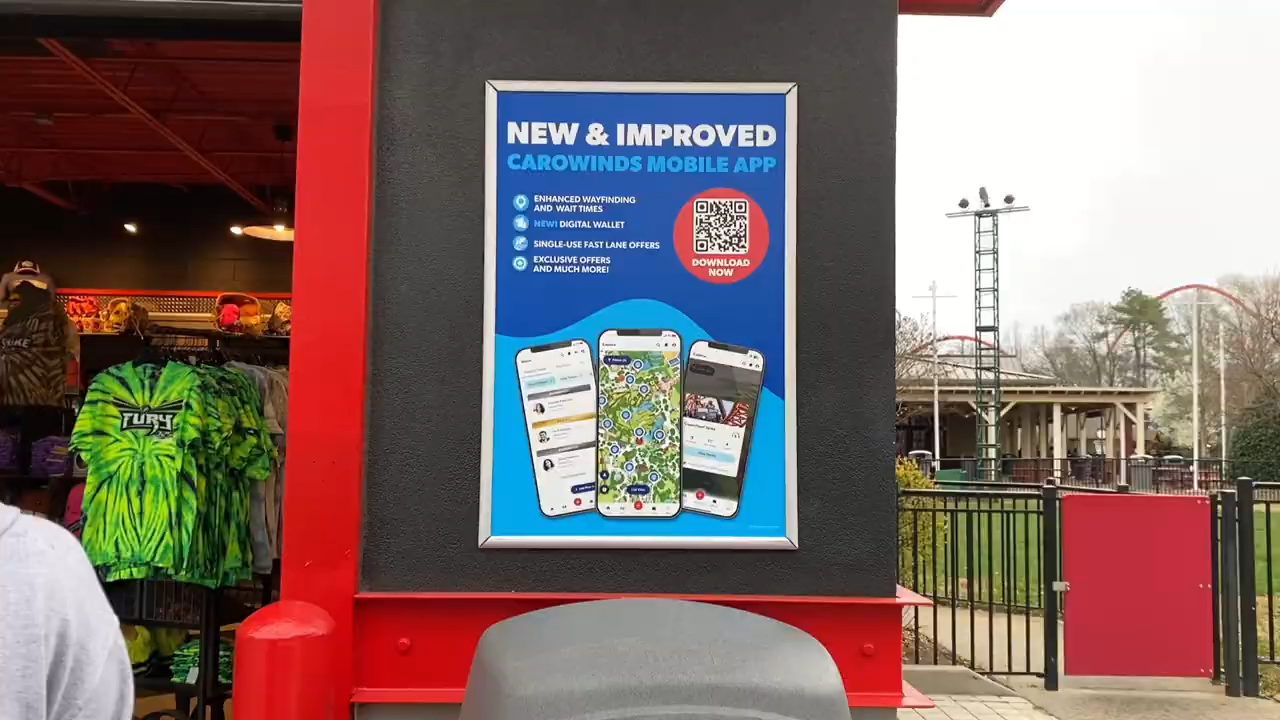 NEW & IMPROVED
CAROWINDS MOBILE APP
ENHANCED WAYFINDING
AND WAIT TIMES
NEW! DIGITAL WALLET
SINGLE-USE FAST LANE OFFERS
EXCLUSIVE OFFERS
AND MUCH MORE!
DOWNLOAD
NOW
FURY